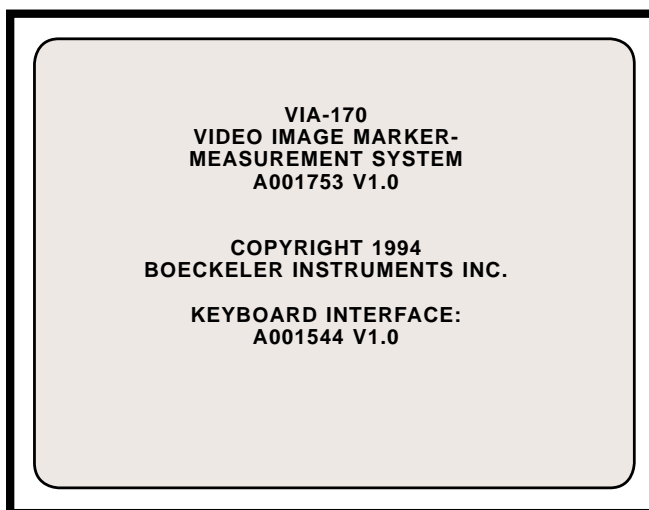 VIA-170
VIDEO IMAGE MARKER-
MEASUREMENT SYSTEM
A001753 V1.0
COPYRIGHT 1994
BOECKELER INSTRUMENTS INC.
KEYBOARD INTERFACE:
A001544 V1.0